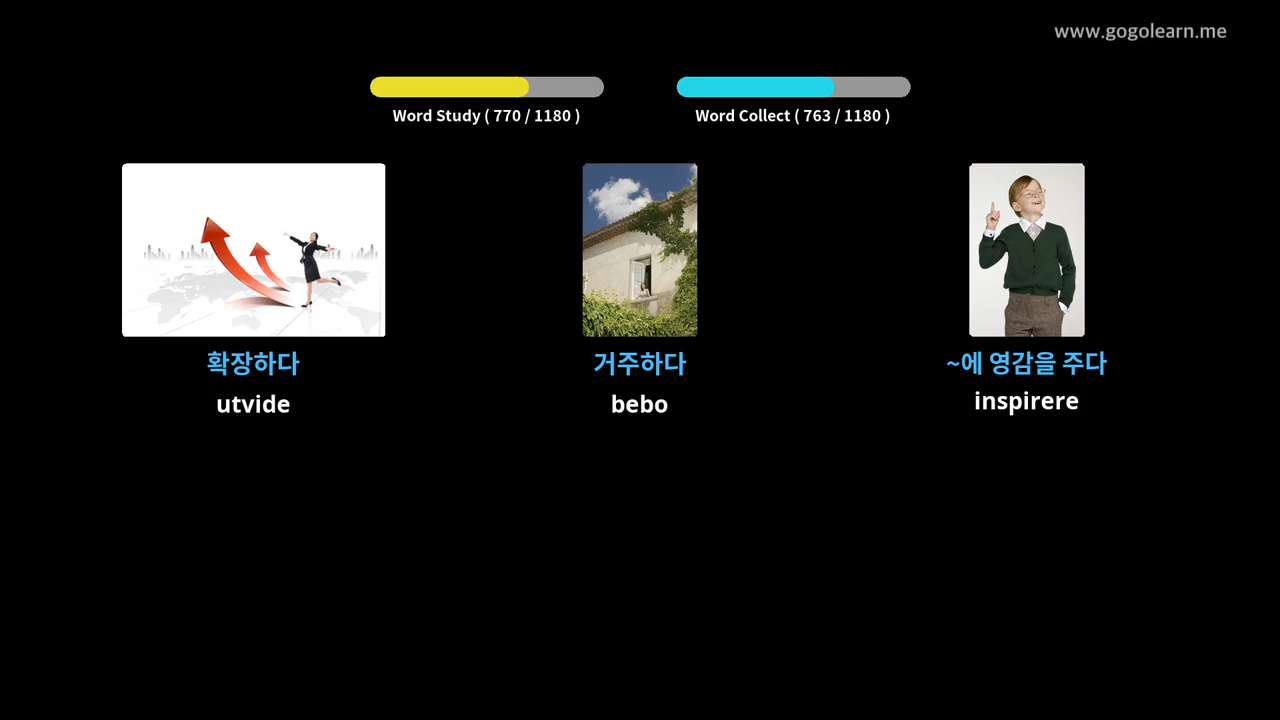 www.gogolearn.me
Word Study ( 770 / 1180 )
Word Collect ( 763 / 1180 )
확장하다
utvide
거주하다
bebo
~에 영감을 주다
inspirere